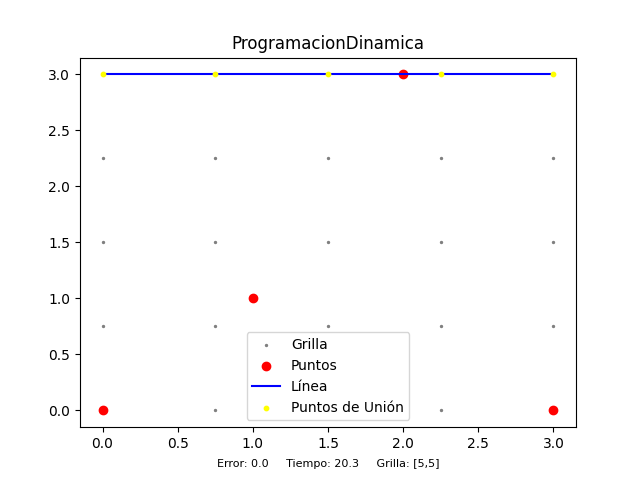 ProgramacionDinamica
3.0
2.5
2.0
1.5
1.0
0.5
0.0
Grilla
Puntos
Línea
Puntos de Unión
0.0 0.5 1.0 1.5 2.0 2.5 3.0
Error: 0.0 Tiempo: 20.3 Grilla: [5,5]